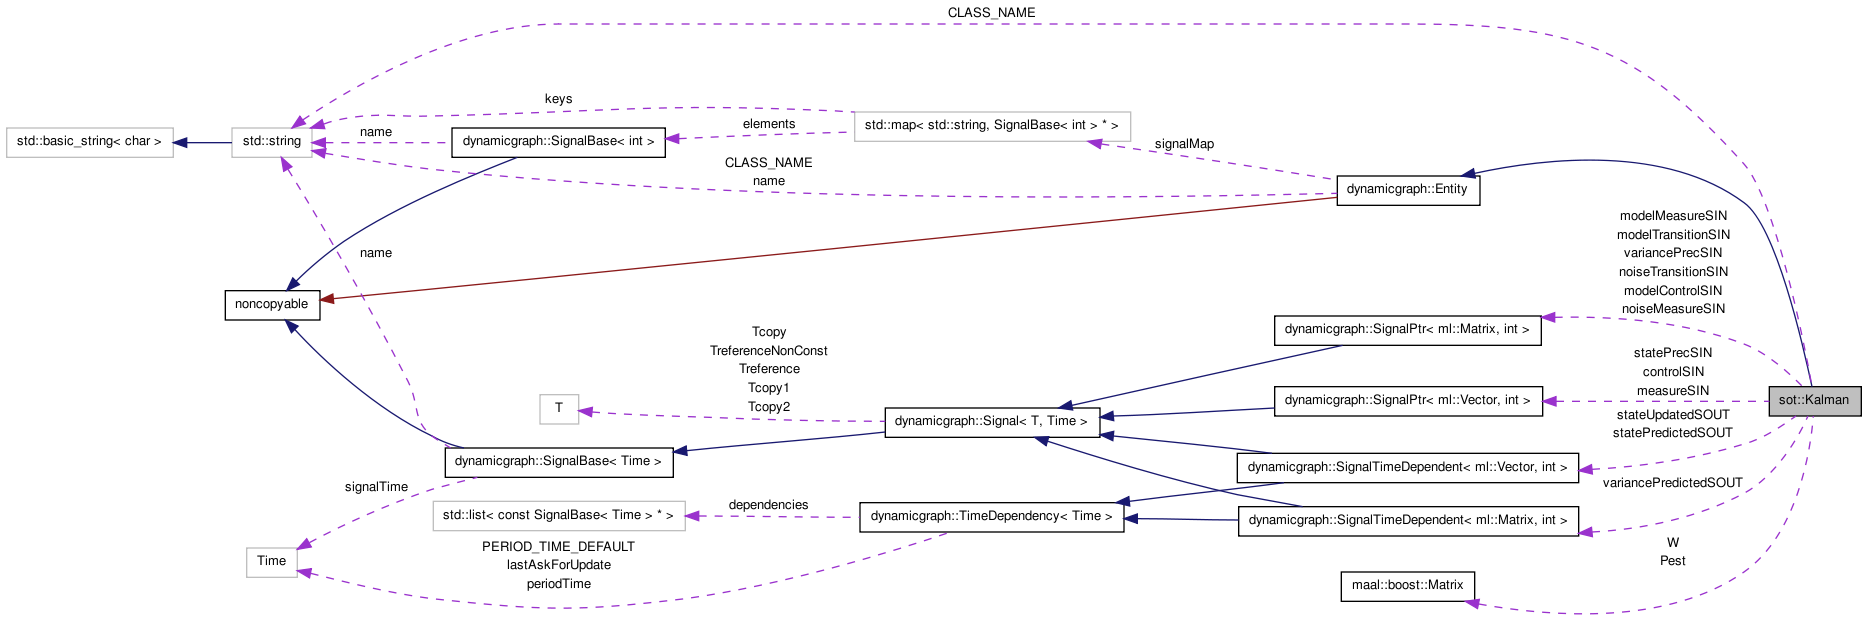 CLASS_NAME
keys
std::basic_string< char >
std::string
name
dynamicgraph::SignalBase< int >
elements
std::map< std::string, SignalBase< int > * >
signalMap
CLASS_NAME
name
dynamicgraph::Entity
name
noncopyable
modelMeasureSIN
modelTransitionSIN
variancePrecSIN
noiseTransitionSIN
modelControlSIN
noiseMeasureSIN
dynamicgraph::SignalPtr< ml::Matrix, int >
Tcopy
TreferenceNonConst
Treference
Tcopy1
Tcopy2
T
dynamicgraph::Signal< T, Time >
statePrecSIN
controlSIN
measureSIN
dynamicgraph::SignalPtr< ml::Vector, int >
sot::Kalman
stateUpdatedSOUT
statePredictedSOUT
dynamicgraph::SignalBase< Time >
dynamicgraph::SignalTimeDependent< ml::Vector, int >
signalTime
variancePredictedSOUT
std::list< const SignalBase< Time > * >
dependencies
dynamicgraph::TimeDependency< Time >
dynamicgraph::SignalTimeDependent< ml::Matrix, int >
Time
PERIOD_TIME_DEFAULT
lastAskForUpdate
periodTime
W
Pest
maal::boost::Matrix